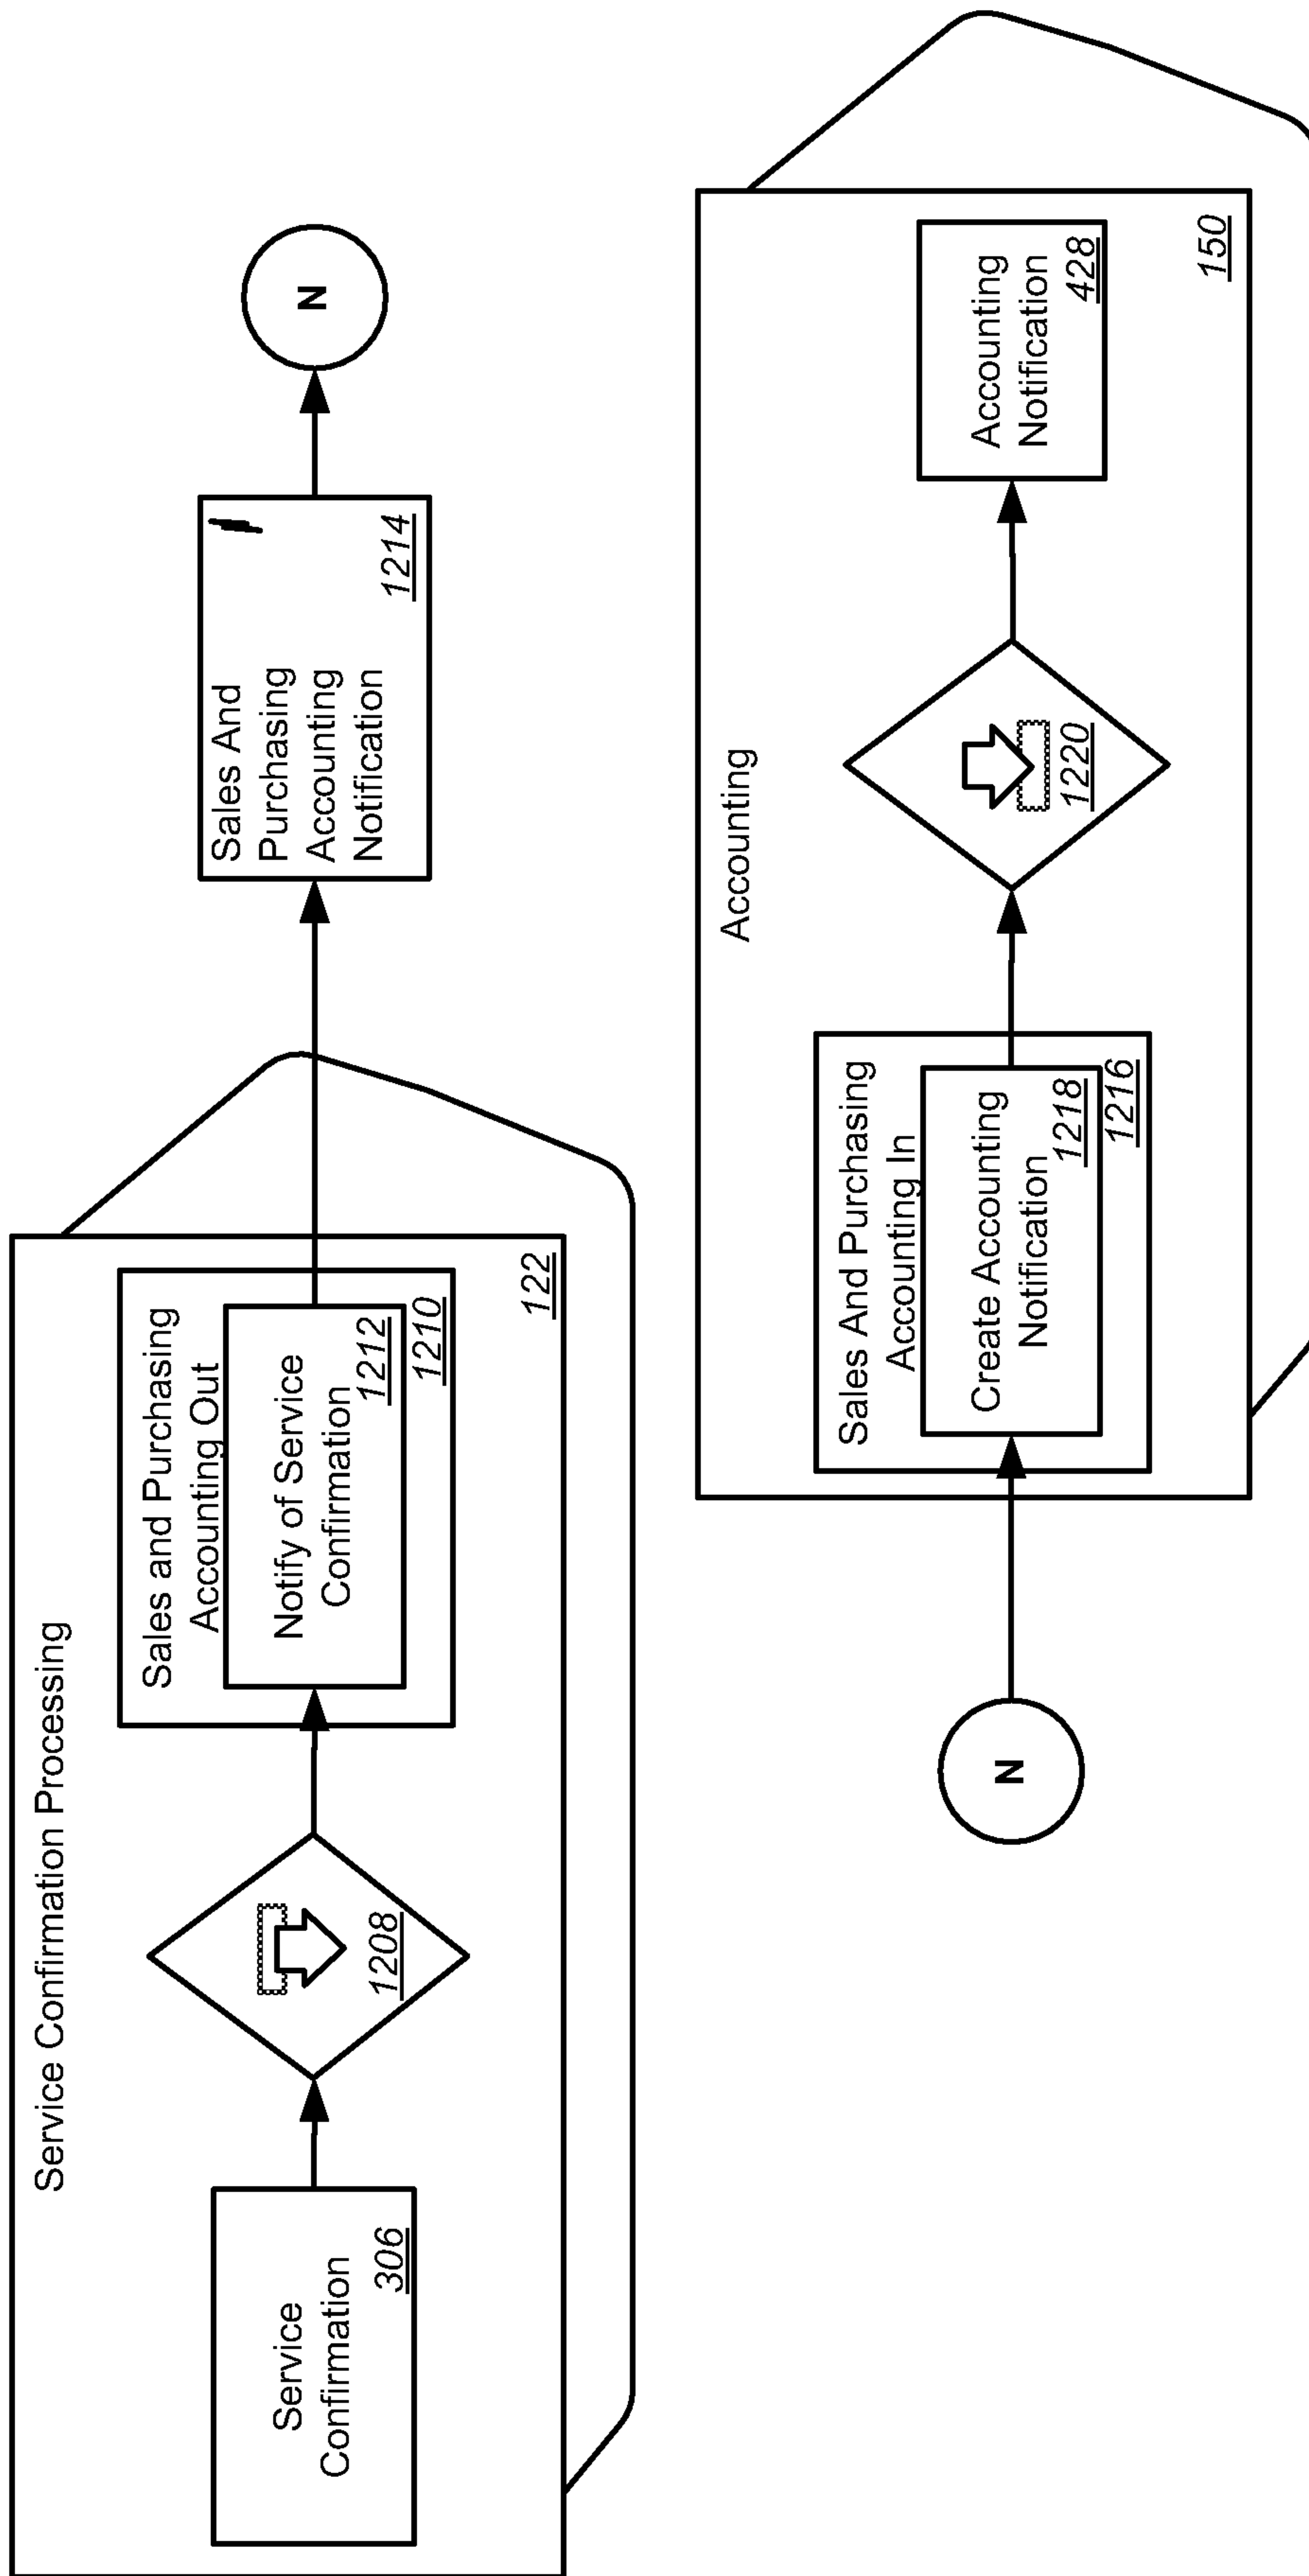 Service Confirmation Processing
Service
Confirmation
306
1208
Sales and Purchasing
Accounting Out
Notify of Service
Confirmation
1212
1210
122
Sales And
Purchasing
Accounting
Notification
1214
N
N
Accounting
Sales And Purchasing
Accounting In
Create Accounting
Notification
1218
1216
1220
Accounting
Notification
428
150